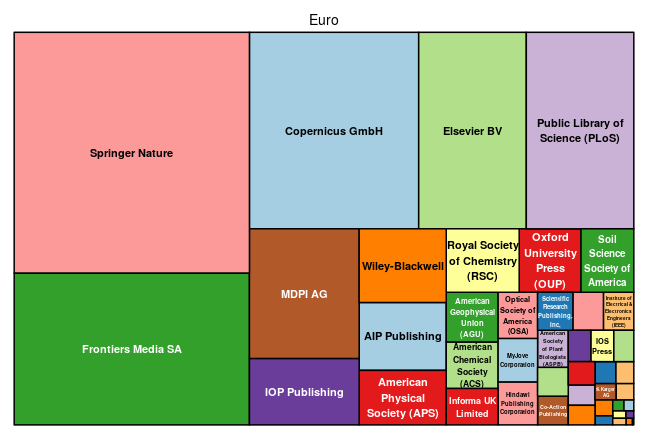 Euro
Springer Nature
Copernicus GmbH
Elsevier BV
Public Library of
Science (PLoS)
Frontiers Media SA
MDPI AG
IOP Publishing
Wiley-Blackwell
AIP Publishing
American
Physical
Society (APS)
Royal Society
of Chemistry
(RSC)
Oxford
University
Press
(OUP)
Soil
Science
Society of
America
American
Geophysical
Union
(AGU)
American
Chemical
Society
(ACS)
Informa UK
Limited
Optical
Society of
America
(OSA)
MyJove
Corporation
Hindawi
Publishing
Corporation
Scientific
Research
Publishing,
Inc,
Institute of
Electrical &
Electronics
Engineers
(IEEE)
American
Society
of Plant
Biologists
(ASPB)
IOS
Press
Co-Action
Publishing
S. Karger
AG